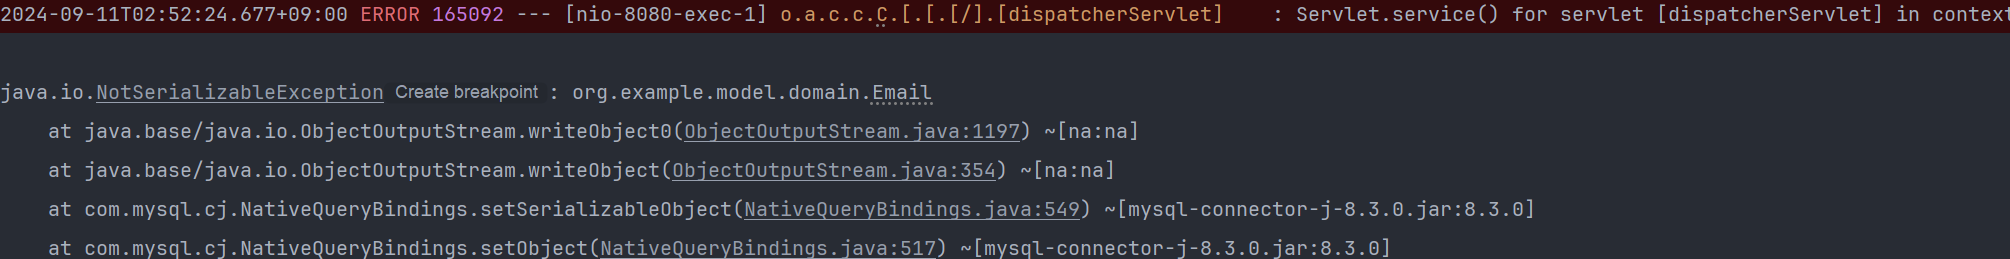 2024-09-11T02:52:24.677+09:00 ERROR 165092 --- [nio-8080-exec-1] o.a.c.c.C.[.[.[/].[dispatcherServlet]    : Servlet.service() for servlet [dispatcherServlet] in context
java.io.NotSerializableException Create breakpoint : org.example.model.domain.Email
    at java.base/java.io.ObjectOutputStream.writeObject0(ObjectOutputStream.java:1197) ~[na:na]
    at java.base/java.io.ObjectOutputStream.writeObject(ObjectOutputStream.java:354) ~[na:na]
    at com.mysql.cj.NativeQueryBindings.setSerializableObject(NativeQueryBindings.java:549) ~[mysql-connector-j-8.3.0.jar:8.3.0]
    at com.mysql.cj.NativeQueryBindings.setObject(NativeQueryBindings.java:517) ~[mysql-connector-j-8.3.0.jar:8.3.0]